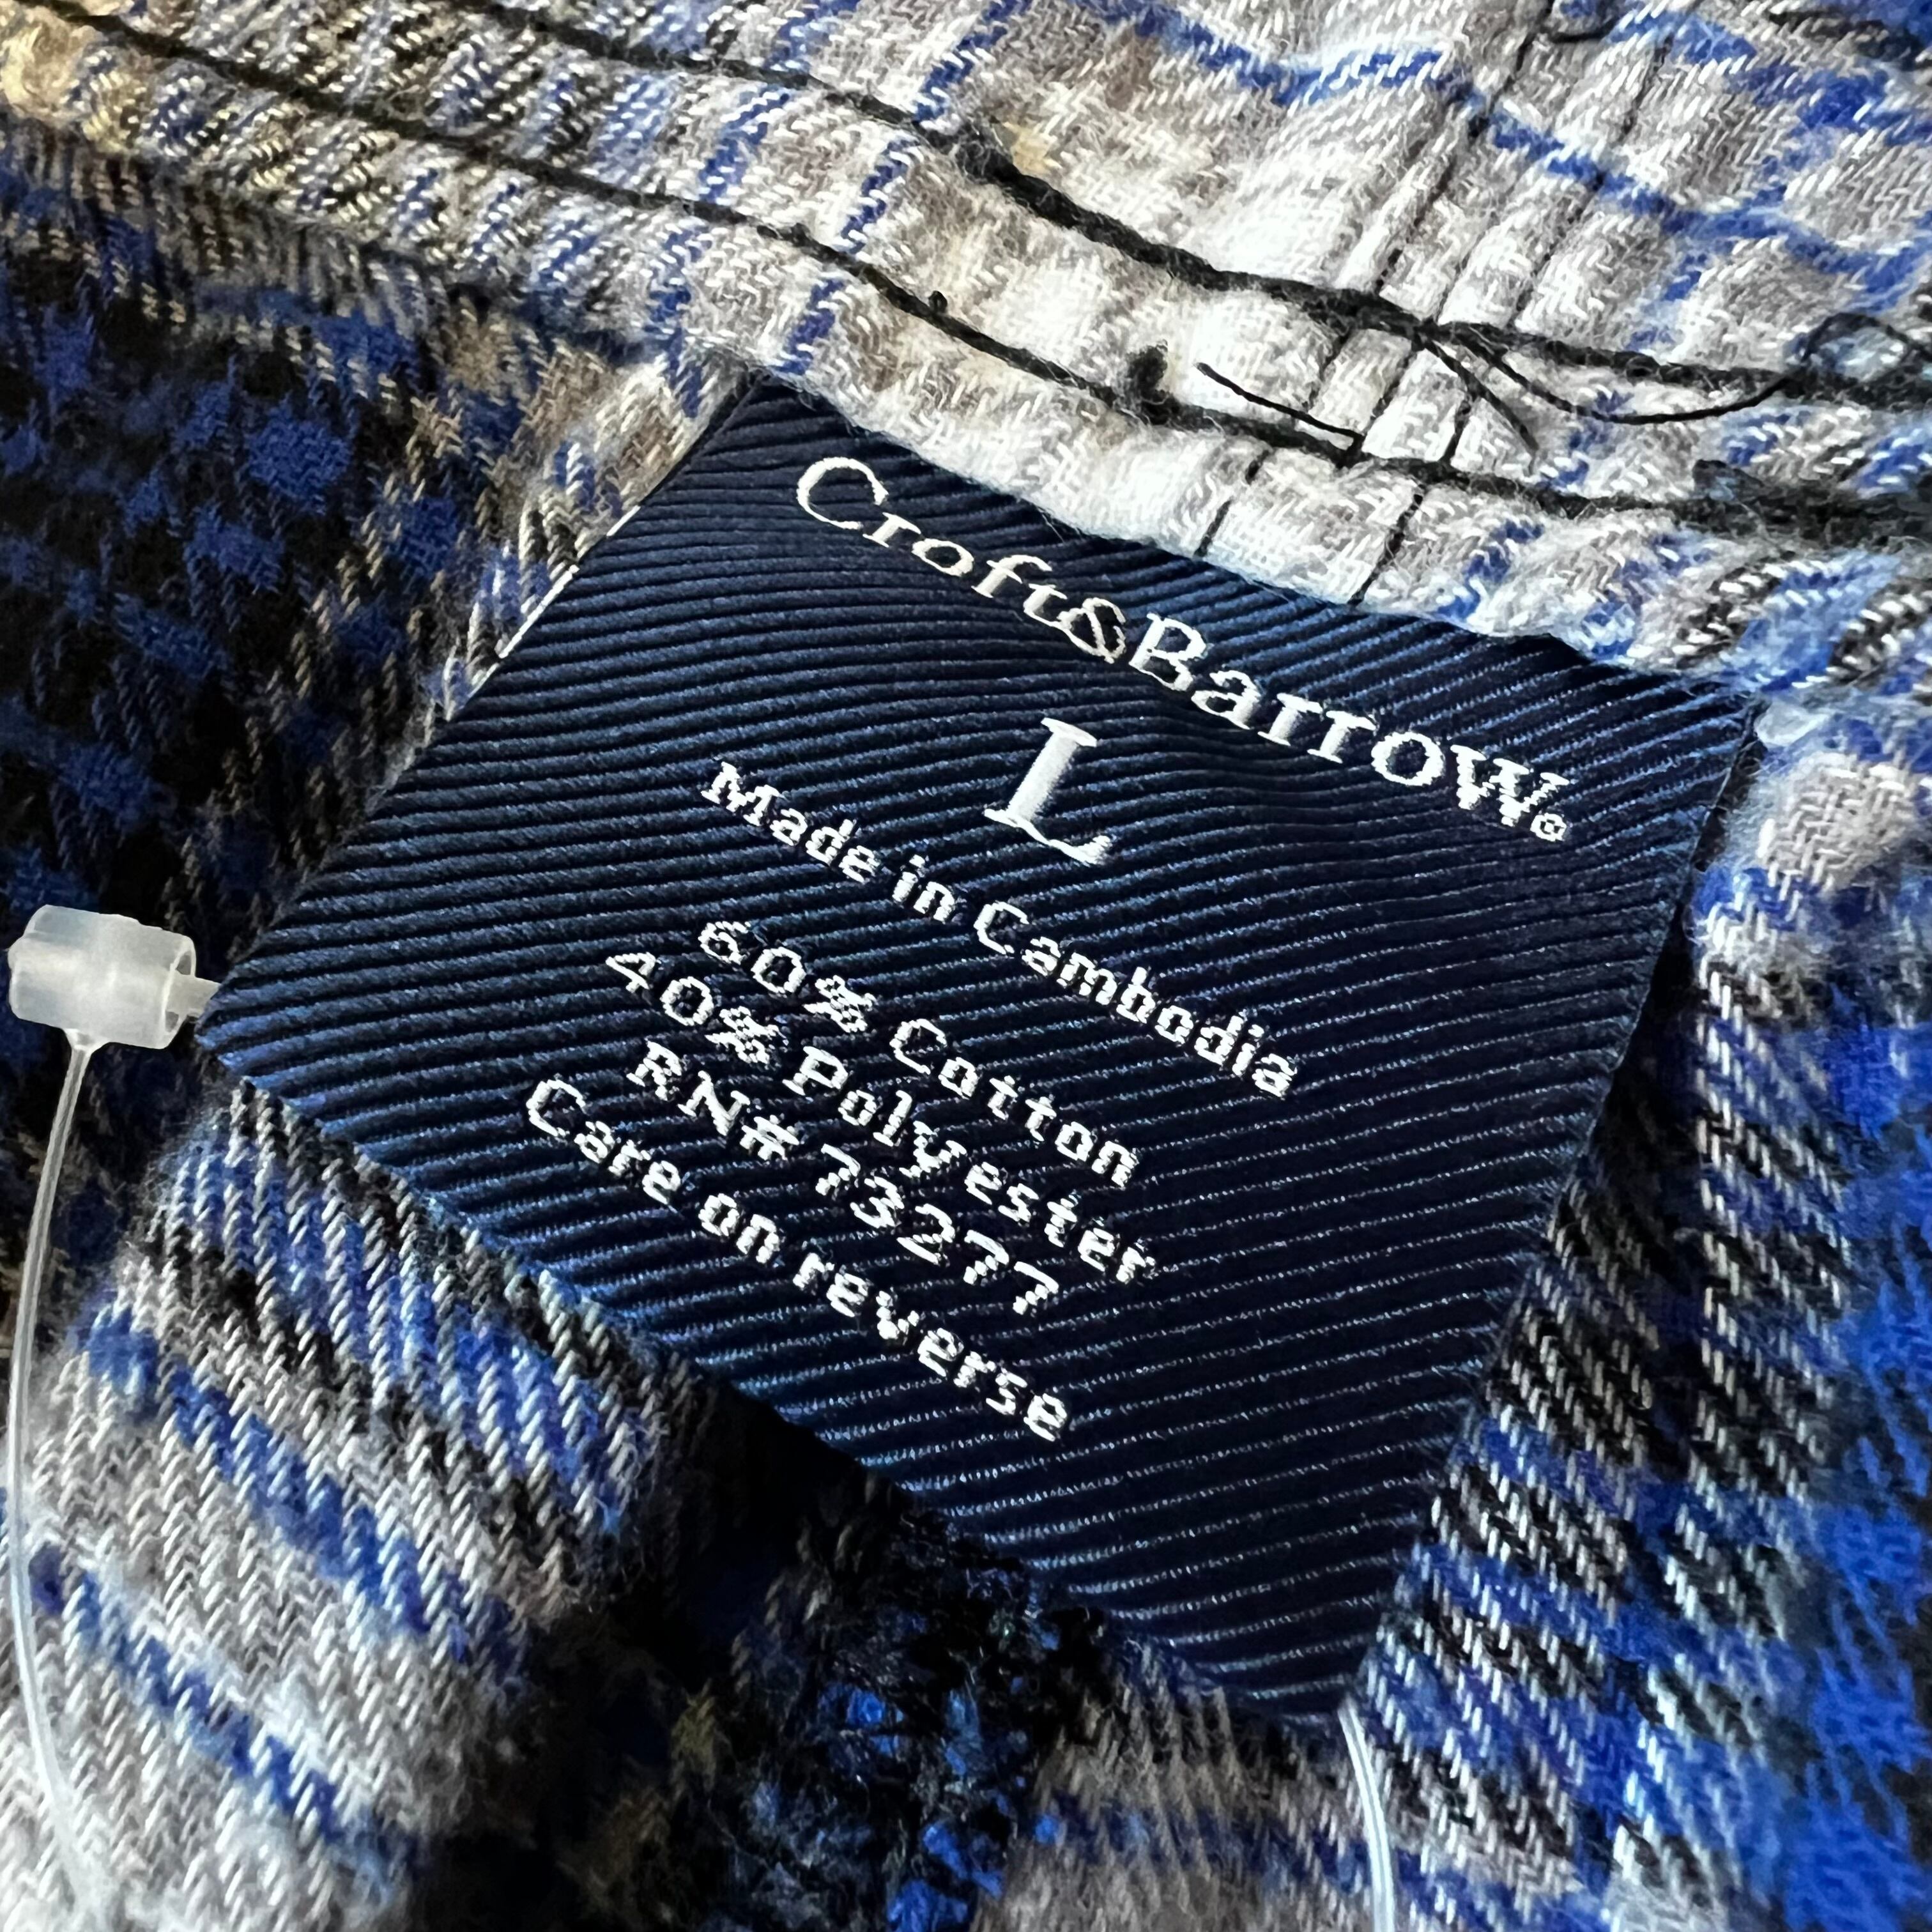 Croft&Barrow®
L
Made in Cambodia
60% Cotton
40% Polyester
RN# 73277
Care on reverse